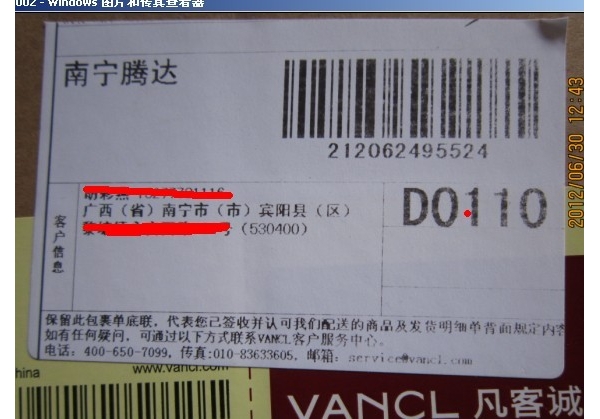 002 - Windows 图片和传真查看器
南宁腾达
212062495524
广西（省）南宁市（市）宾阳县（区）
号（530400）
客户信息
D0110
2012/06/30 12:43
保留此包裹单底联，代表您已签收并认可我们配送的商品及发货明细单背面规定内容
如有任何疑问，可通过以下方式联系VANCL客户服务中心。
电话：400-650-7099，传真:010-83633605，邮箱：service@vancl.com
hina
www.VANCL.com
VANCL 凡客诚